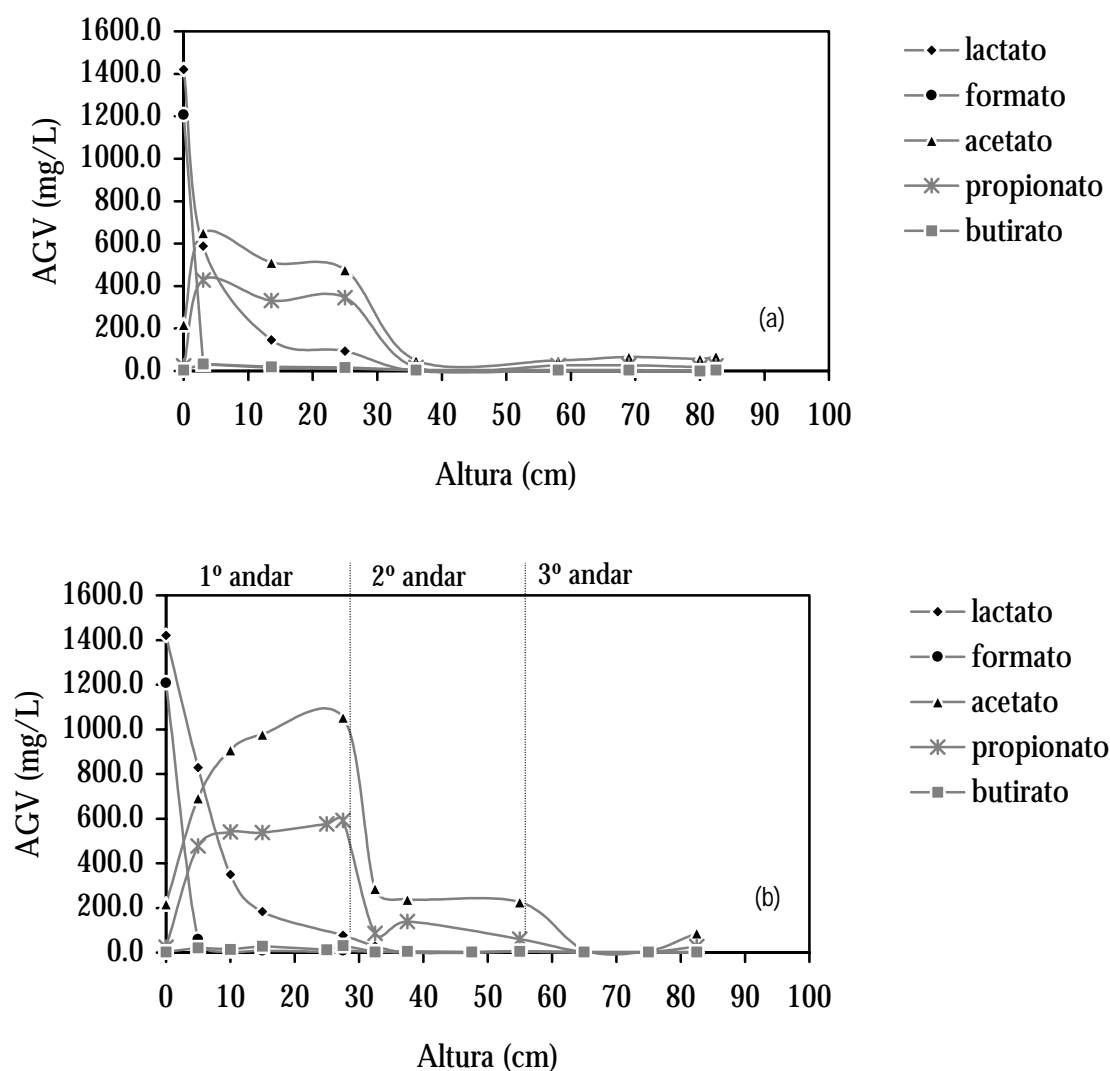 AGV (mg/L)
1600.0
1400.0
1200.0
1000.0
800.0
600.0
400.0
200.0
0.0
0 10 20 30 40 50 60 70 80 90 100
Altura (cm)
(a)
lactato
formato
acetato
propionato
butirato
1º andar 2º andar 3º andar
AGV (mg/L)
1600.0
1400.0
1200.0
1000.0
800.0
600.0
400.0
200.0
0.0
0 10 20 30 40 50 60 70 80 90 100
Altura (cm)
(b)
lactato
formato
acetato
propionato
butirato